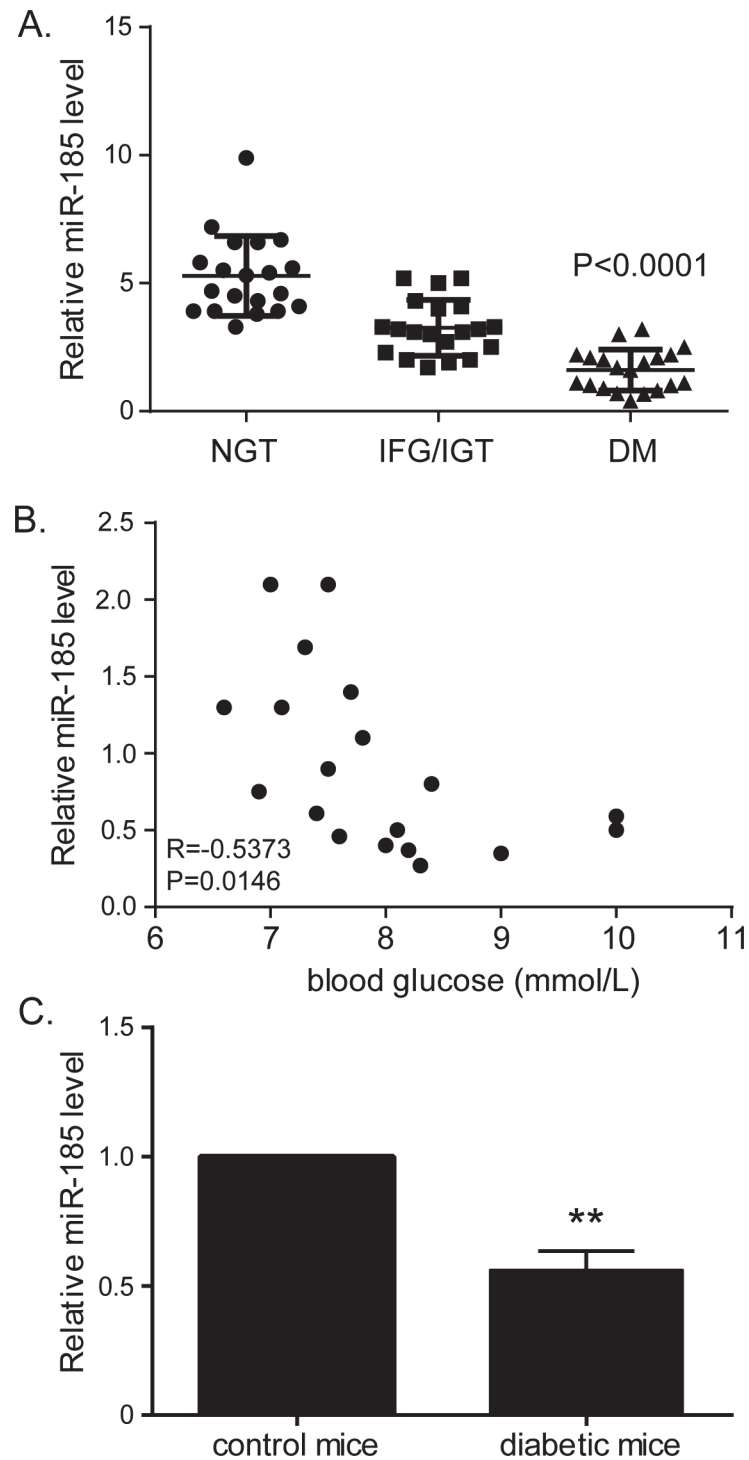 A.
Relative miR-185 level
15
10
5
0
P<0.0001
NGT
IFG/IGT
DM
B.
Relative miR-185 level
2.5
2.0
1.5
1.0
0.5
0.0
R=-0.5373
P=0.0146
6 7 8 9 10 11
blood glucose (mmol/L)
C.
Relative miR-185 level
1.5
1.0
0.5
0
**
control mice
diabetic mice